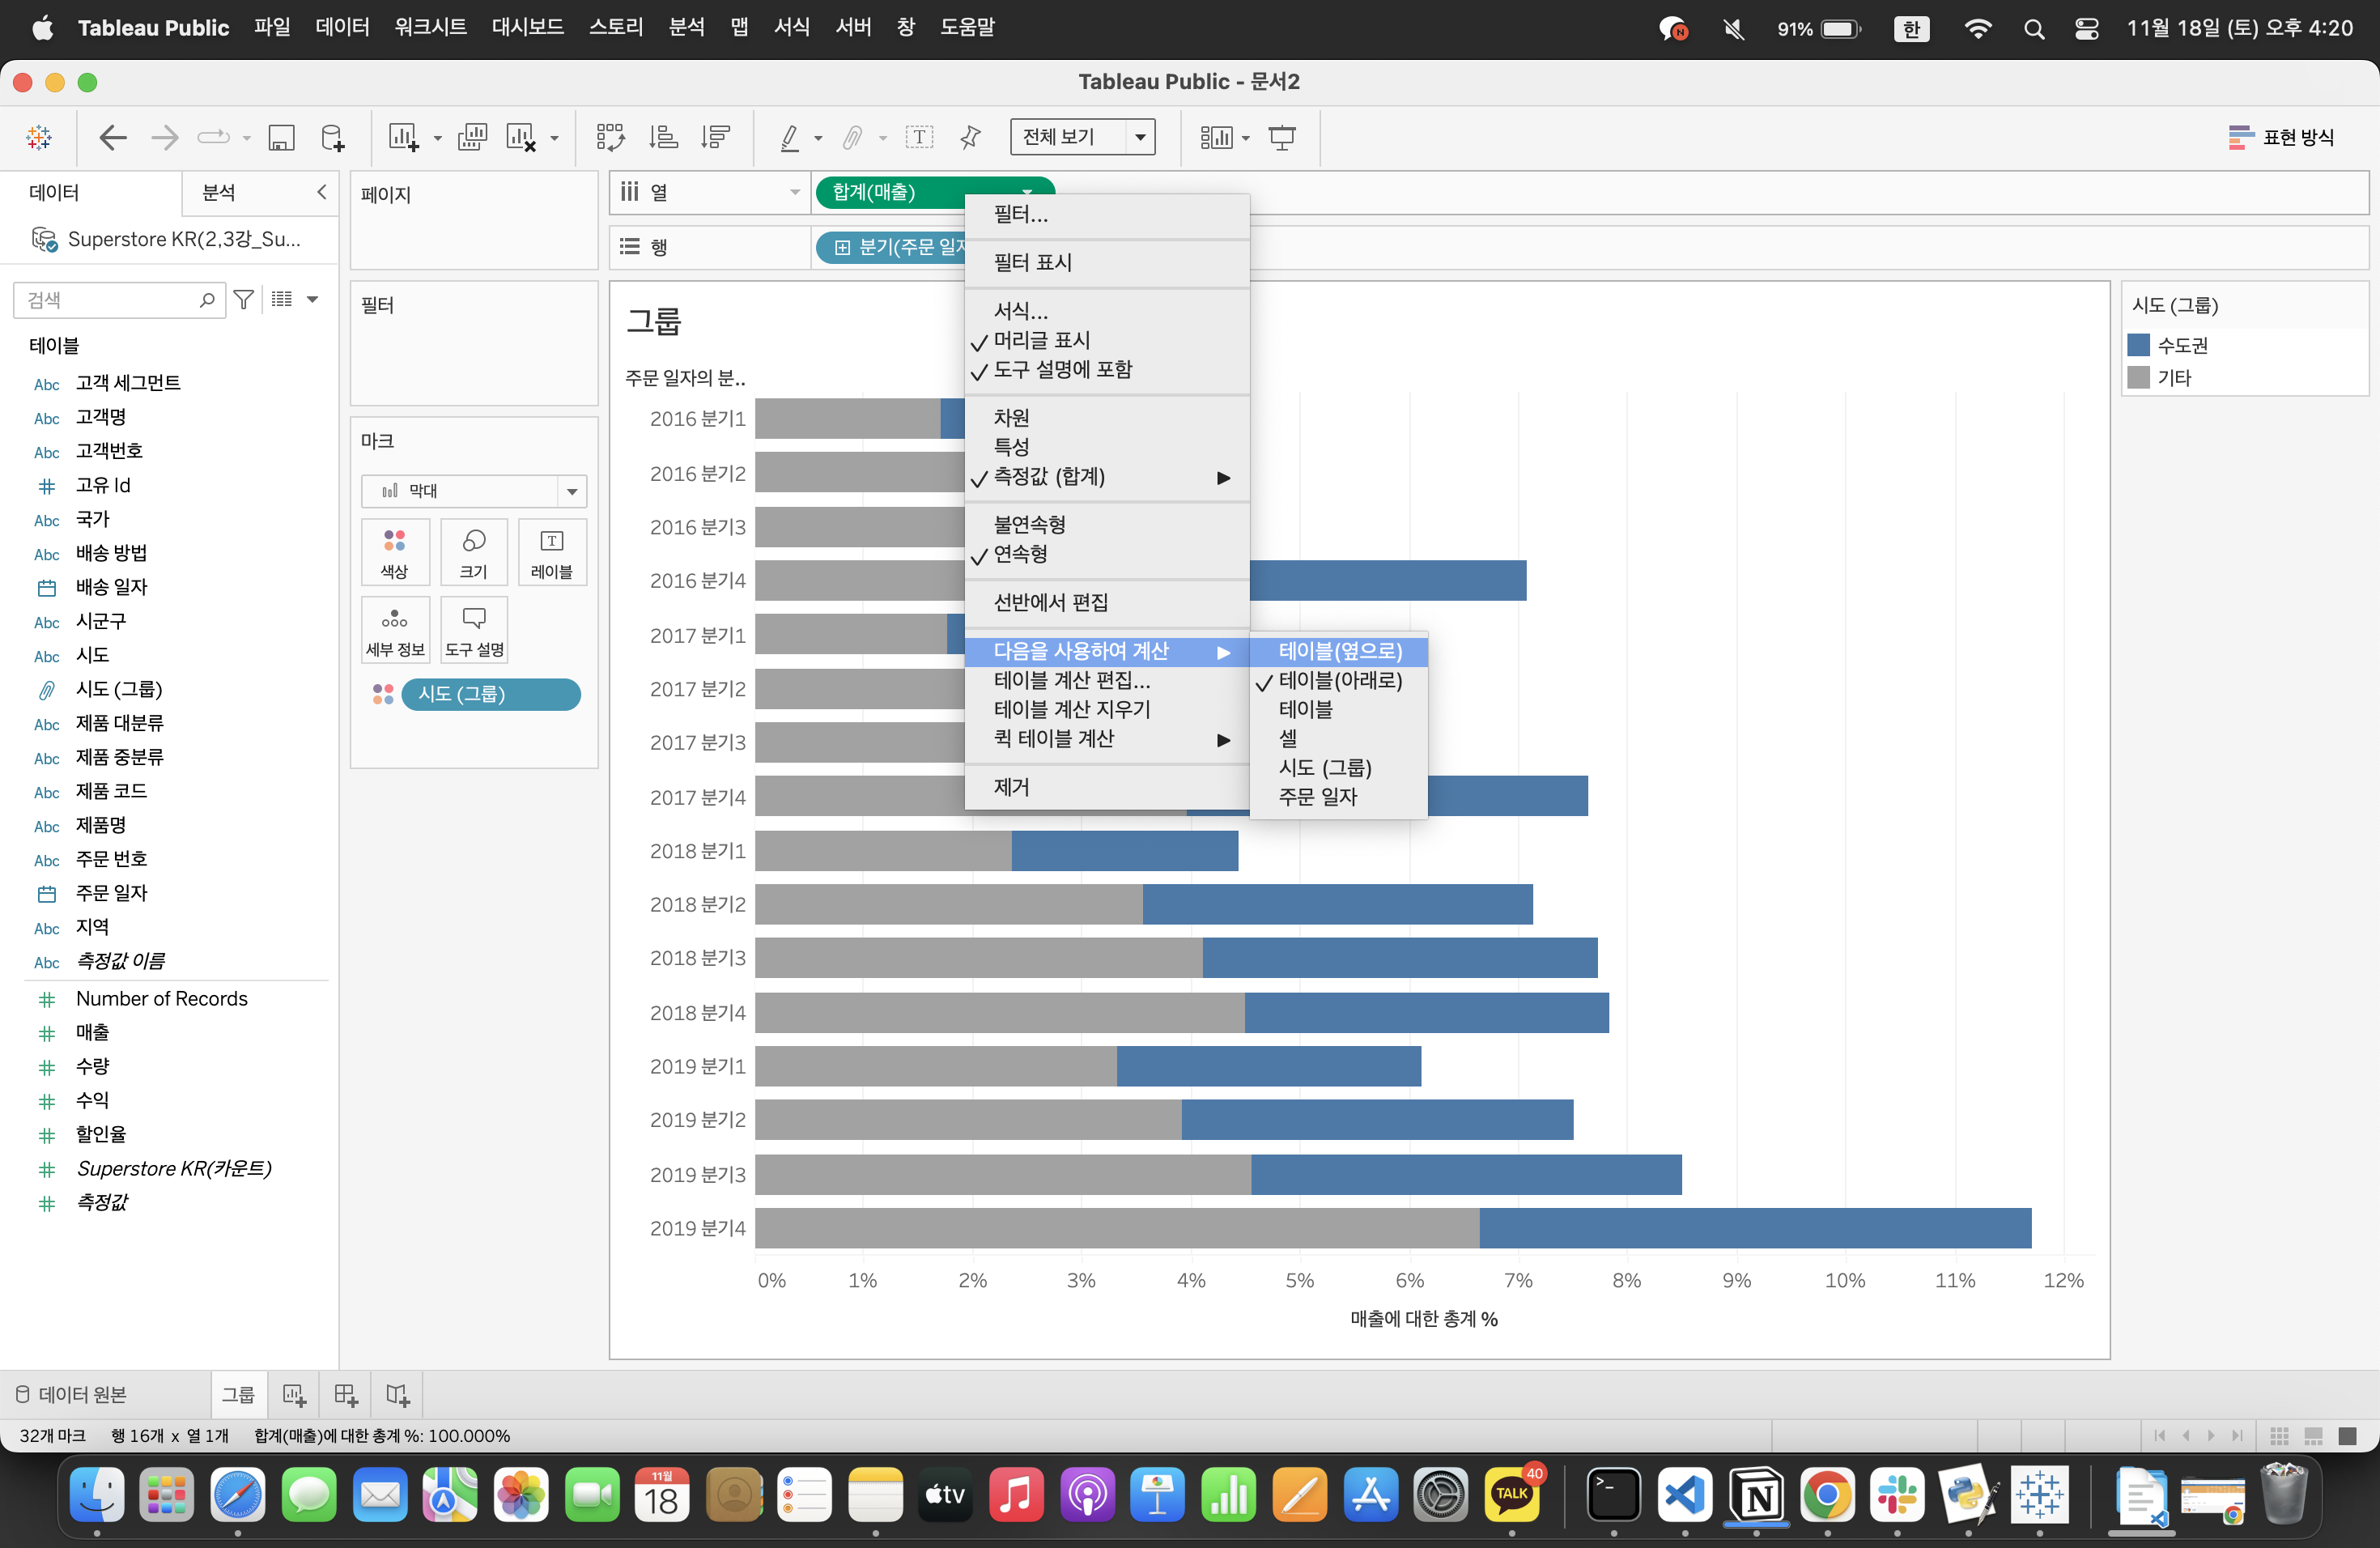 Tableau Public 파일 데이터 워크시트 대시보드 스토리 분석 맵 서식 서버 창 도움말
91% 한 11월 18일 (토) 오후 4:20
Tableau Public - 문서2
전체 보기
표현 방식
데이터 분석
Superstore KR(2,3강_Su...
검색
테이블
Abc 고객 세그먼트
Abc 고객명
Abc 고객번호
고유 Id
Abc 국가
Abc 배송 방법
배송 일자
Abc 시군구
Abc 시도
시도 (그룹)
Abc 제품 대분류
Abc 제품 중분류
Abc 제품 코드
Abc 제품명
Abc 주문 번호
주문 일자
Abc 지역
Abc 측정값 이름
Number of Records
매출
수량
수익
할인율
Superstore KR(카운트)
측정값
페이지
필터
마크
막대
색상 크기 레이블
세부 정보 도구 설명
시도 (그룹)
열 합계(매출)
행 분기(주문 일자
그룹
주문 일자의 분..
2016 분기1
2016 분기2
2016 분기3
2016 분기4
2017 분기1
2017 분기2
2017 분기3
2017 분기4
2018 분기1
2018 분기2
2018 분기3
2018 분기4
2019 분기1
2019 분기2
2019 분기3
2019 분기4
0% 1% 2% 3% 4% 5% 6% 7% 8% 9% 10% 11% 12%
매출에 대한 총계 %
필터...
필터 표시
서식...
머리글 표시
도구 설명에 포함
차원
특성
측정값 (합계)
불연속형
연속형
선반에서 편집
다음을 사용하여 계산
테이블 계산 편집...
테이블 계산 지우기
퀵 테이블 계산
제거
테이블(옆으로)
테이블(아래로)
테이블
셀
시도 (그룹)
주문 일자
시도 (그룹)
수도권
기타
데이터 원본 그룹
32개 마크 행 16개 x 열 1개 합계(매출)에 대한 총계 %: 100.000%
11월
18
tv
TALK
40